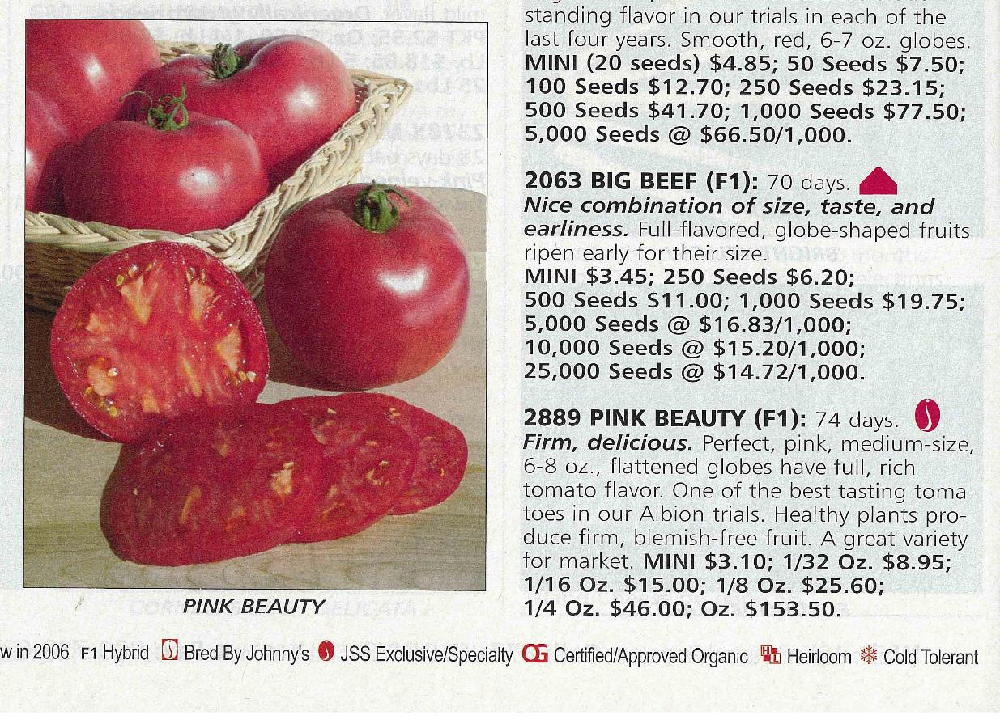 standing flavor in our trials in each of the
last four years. Smooth, red, 6-7 oz. globes.
MINI (20 seeds) $4.85; 50 Seeds $7.50;
100 Seeds $12.70; 250 Seeds $23.15;
500 Seeds $41.70; 1,000 Seeds $77.50;
5,000 Seeds @ $66.50/1,000.
2063 BIG BEEF (F1): 70 days.
Nice combination of size, taste, and
earliness. Full-flavored, globe-shaped fruits
ripen early for their size.
MINI $3.45; 250 Seeds $6.20;
500 Seeds $11.00; 1,000 Seeds $19.75;
5,000 Seeds @ $16.83/1,000;
10,000 Seeds @ $15.20/1,000;
25,000 Seeds @ $14.72/1,000.
2889 PINK BEAUTY (F1): 74 days.
Firm, delicious. Perfect, pink, medium-size,
6-8 oz., flattened globes have full, rich
tomato flavor. One of the best tasting toma-
toes in our Albion trials. Healthy plants pro-
duce firm, blemish-free fruit. A great variety
for market. MINI $3.10; 1/32 Oz. $8.95;
1/16 Oz. $15.00; 1/8 Oz. $25.60;
1/4 Oz. $46.00; Oz. $153.50.
PINK BEAUTY
w in 2006 F1 Hybrid Bred By Johnny's JSS Exclusive/Specialty OG Certified/Approved Organic HL Heirloom Cold Tolerant